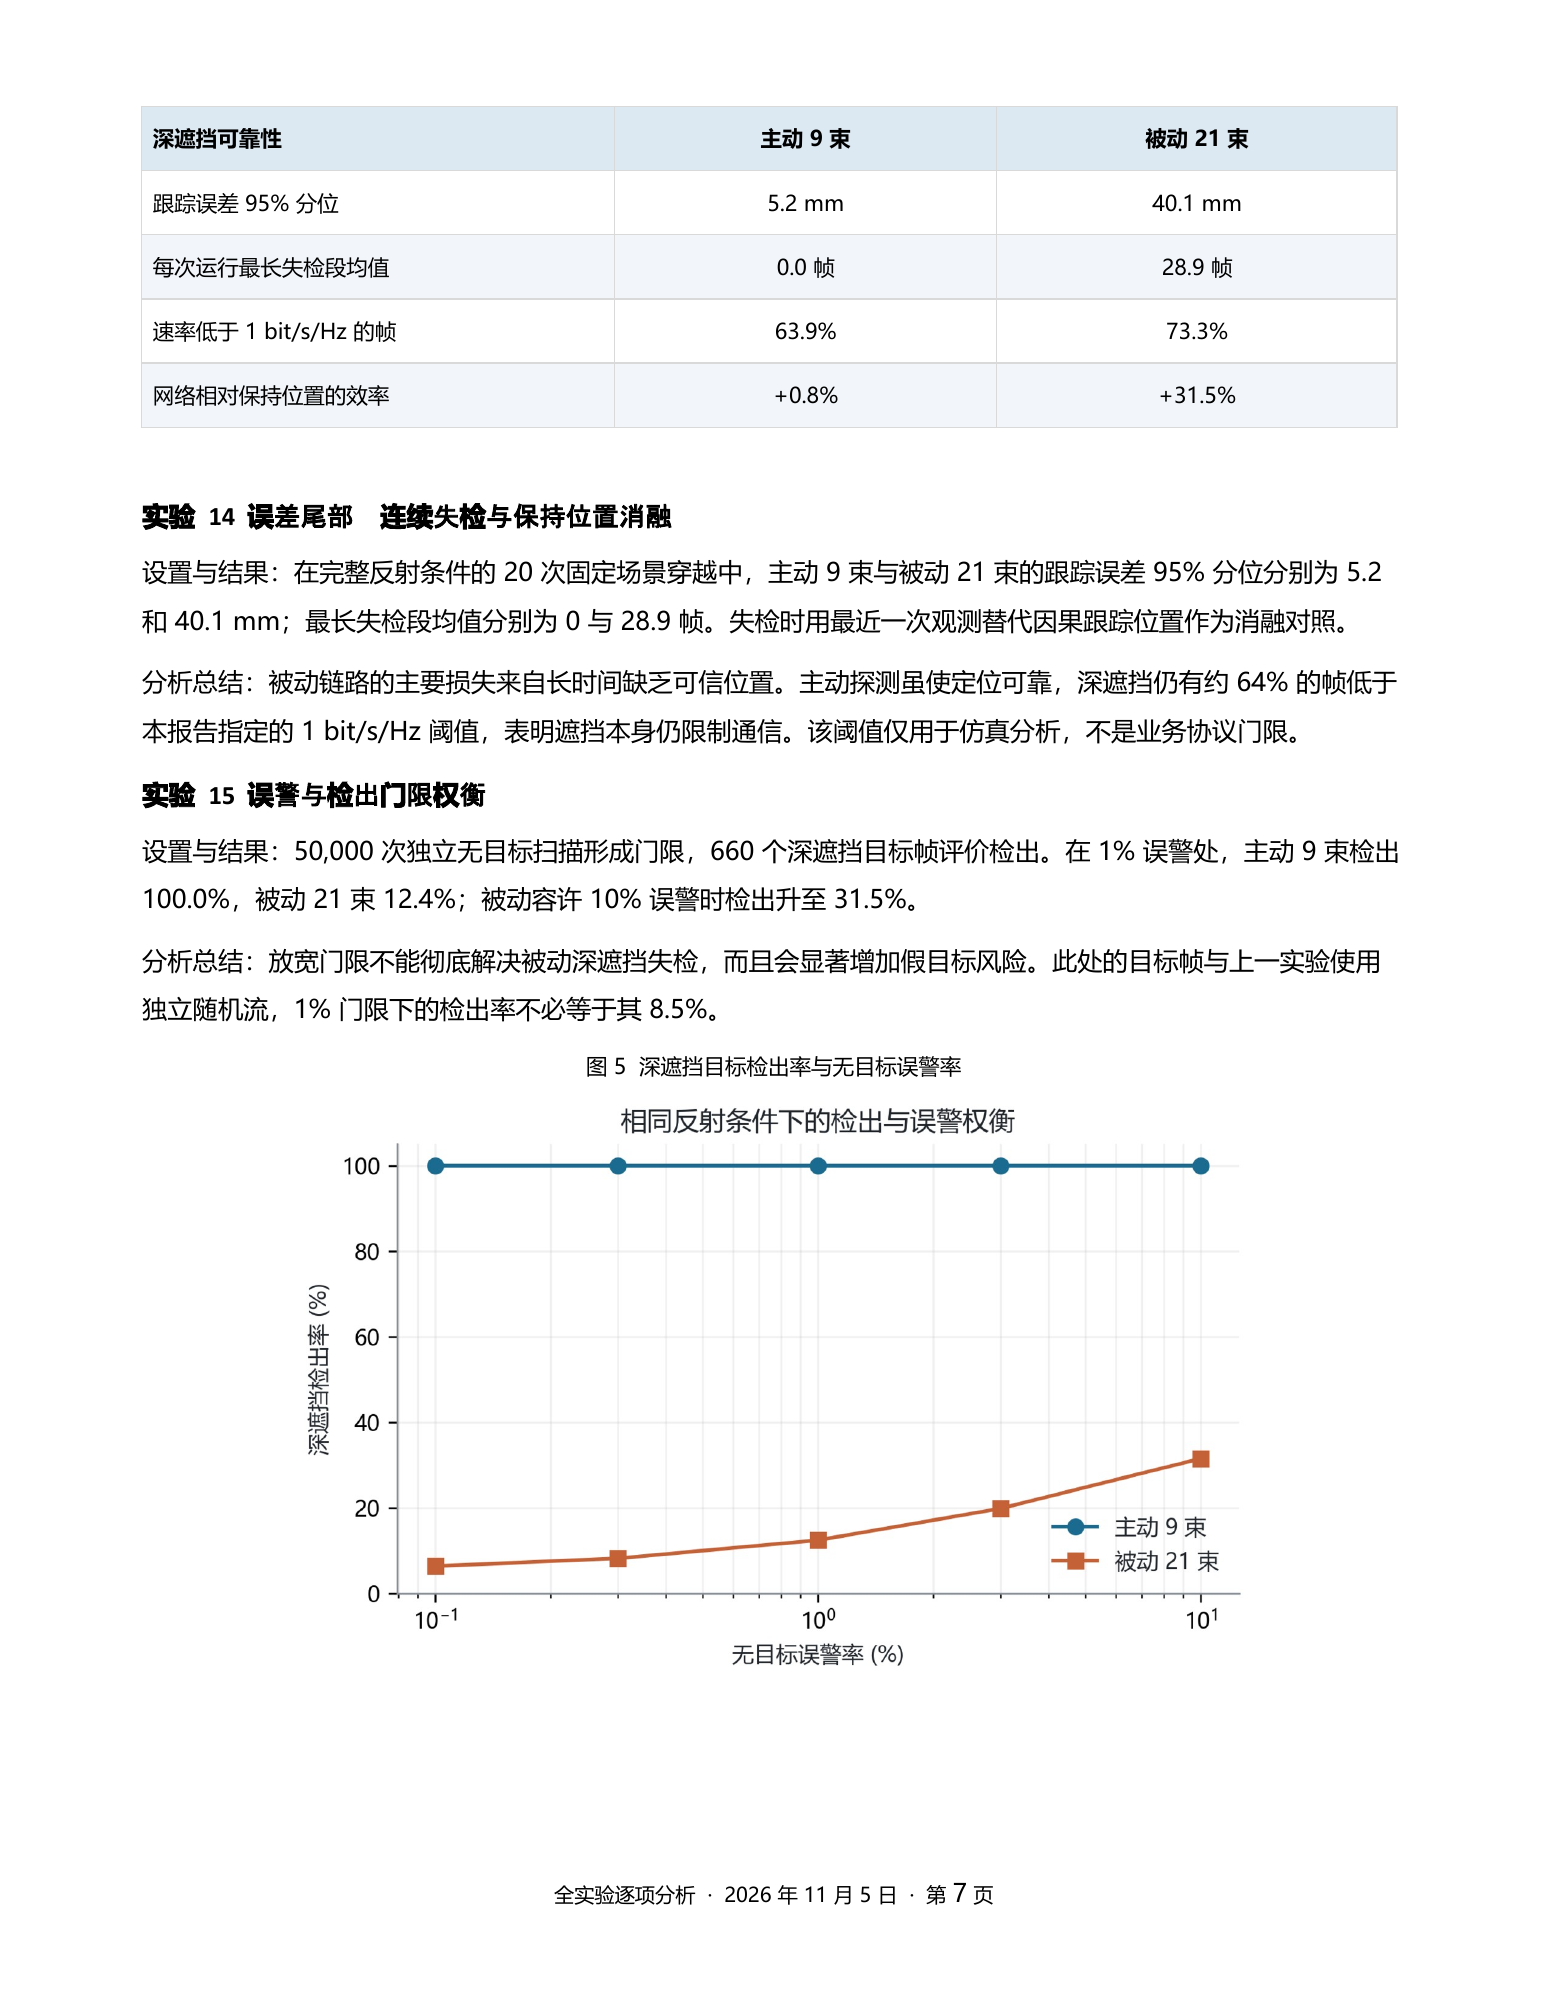 深遮挡可靠性 主动 9 束 被动 21 束
跟踪误差 95% 分位 5.2 mm 40.1 mm
每次运行最长失检段均值 0.0 帧 28.9 帧
速率低于 1 bit/s/Hz 的帧 63.9% 73.3%
网络相对保持位置的效率 +0.8% +31.5%
实验 14 误差尾部　连续失检与保持位置消融
设置与结果：在完整反射条件的 20 次固定场景穿越中，主动 9 束与被动 21 束的跟踪误差 95% 分位分别为 5.2
和 40.1 mm；最长失检段均值分别为 0 与 28.9 帧。失检时用最近一次观测替代因果跟踪位置作为消融对照。
分析总结：被动链路的主要损失来自长时间缺乏可信位置。主动探测虽使定位可靠，深遮挡仍有约 64% 的帧低于
本报告指定的 1 bit/s/Hz 阈值，表明遮挡本身仍限制通信。该阈值仅用于仿真分析，不是业务协议门限。
实验 15 误警与检出门限权衡
设置与结果：50,000 次独立无目标扫描形成门限，660 个深遮挡目标帧评价检出。在 1% 误警处，主动 9 束检出
100.0%，被动 21 束 12.4%；被动容许 10% 误警时检出升至 31.5%。
分析总结：放宽门限不能彻底解决被动深遮挡失检，而且会显著增加假目标风险。此处的目标帧与上一实验使用
独立随机流，1% 门限下的检出率不必等于其 8.5%。
图 5 深遮挡目标检出率与无目标误警率
相同反射条件下的检出与误警权衡
100
80
60
40
20
0
深遮挡检出率 (%)
主动 9 束
被动 21 束
10⁻¹ 10⁰ 10¹
无目标误警率 (%)
全实验逐项分析 · 2026 年 11 月 5 日 · 第 7 页